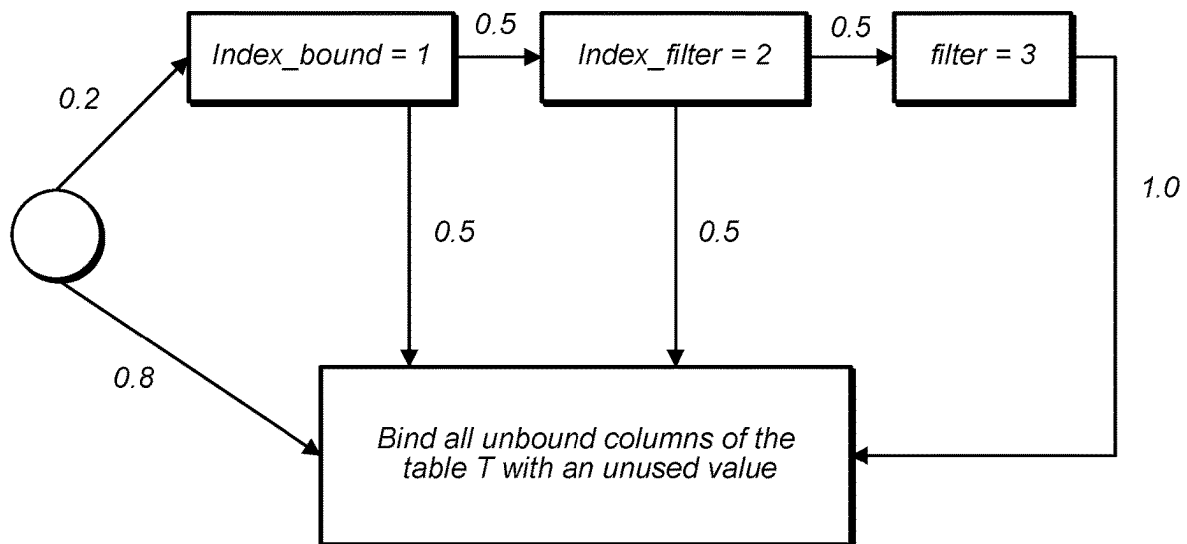 Index_bound = 1
0.5
Index_filter = 2
0.5
filter = 3
0.2
1.0
0.5
0.5
0.8
Bind all unbound columns of the
table T with an unused value